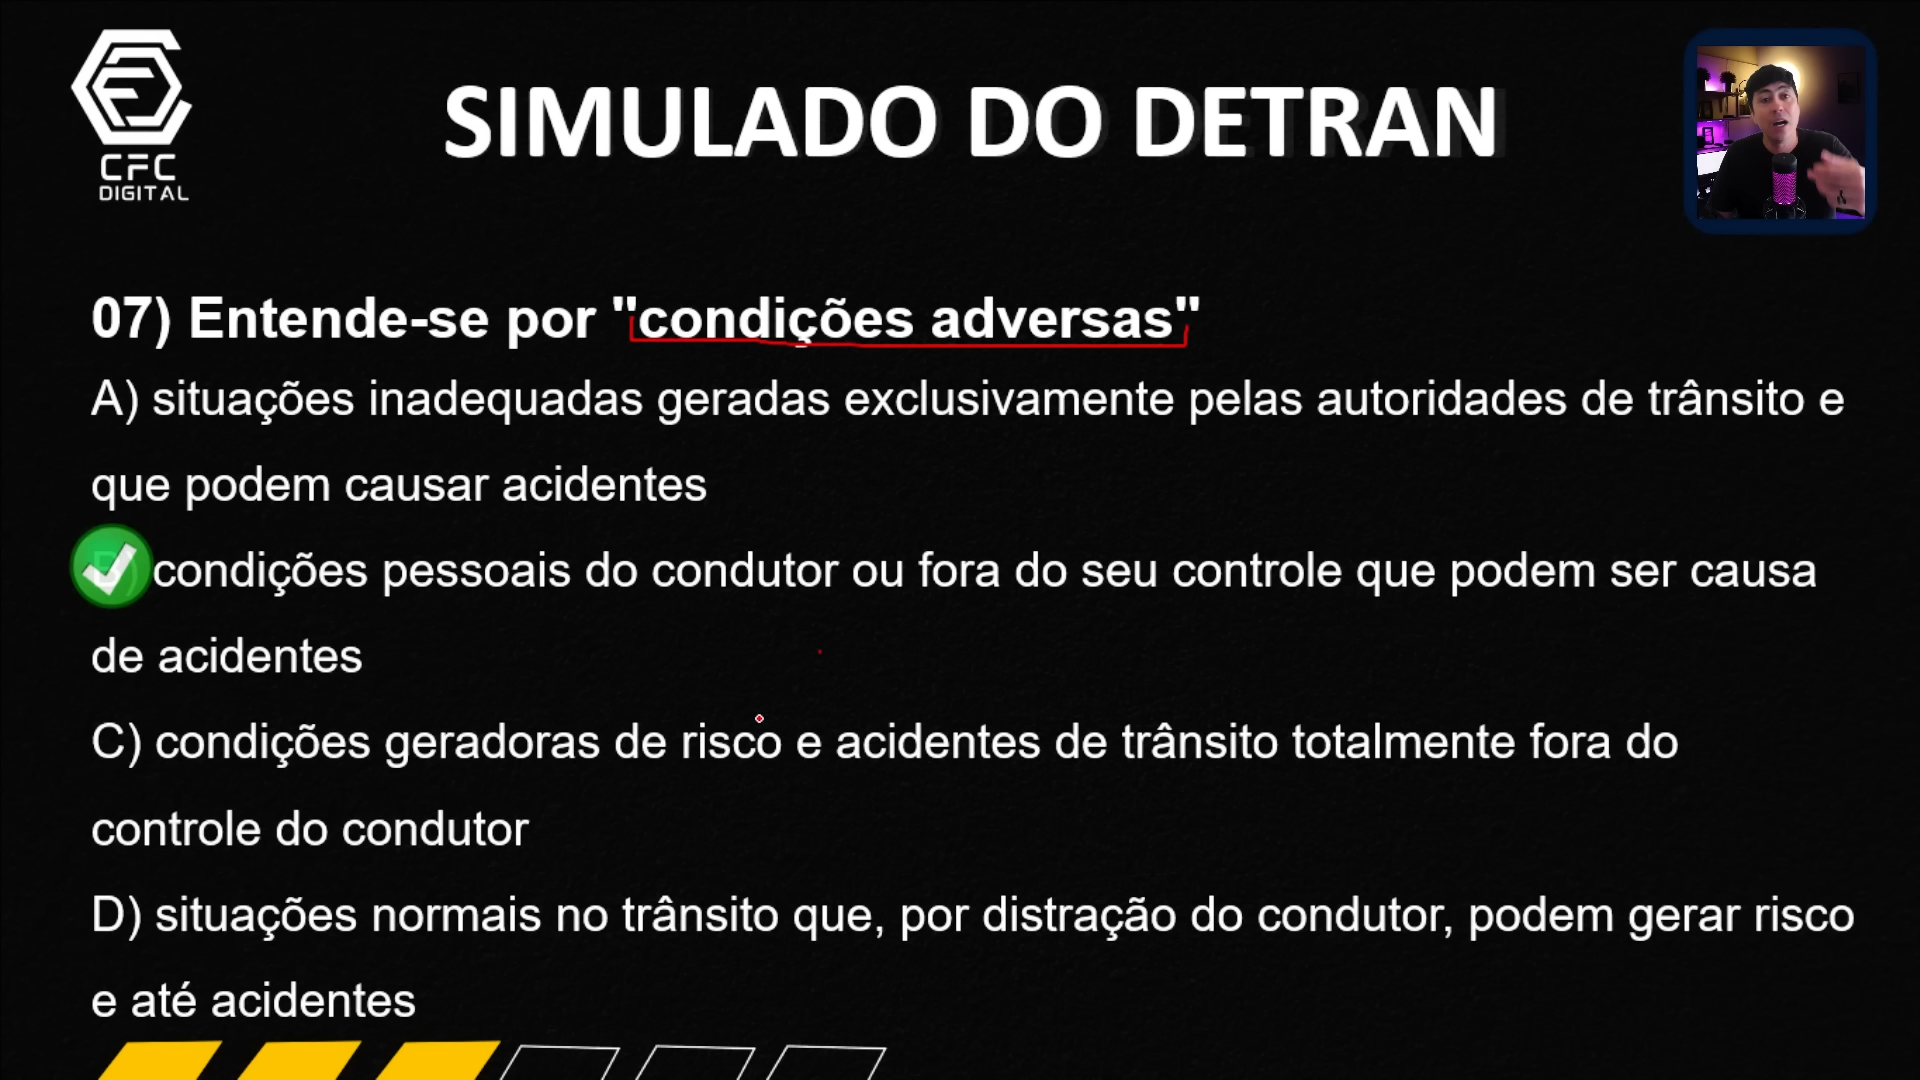 CFC
DIGITAL
SIMULADO DO DETRAN
07) Entende-se por "condições adversas"
A) situações inadequadas geradas exclusivamente pelas autoridades de trânsito e
que podem causar acidentes
B) condições pessoais do condutor ou fora do seu controle que podem ser causa
de acidentes
C) condições geradoras de risco e acidentes de trânsito totalmente fora do
controle do condutor
D) situações normais no trânsito que, por distração do condutor, podem gerar risco
e até acidentes